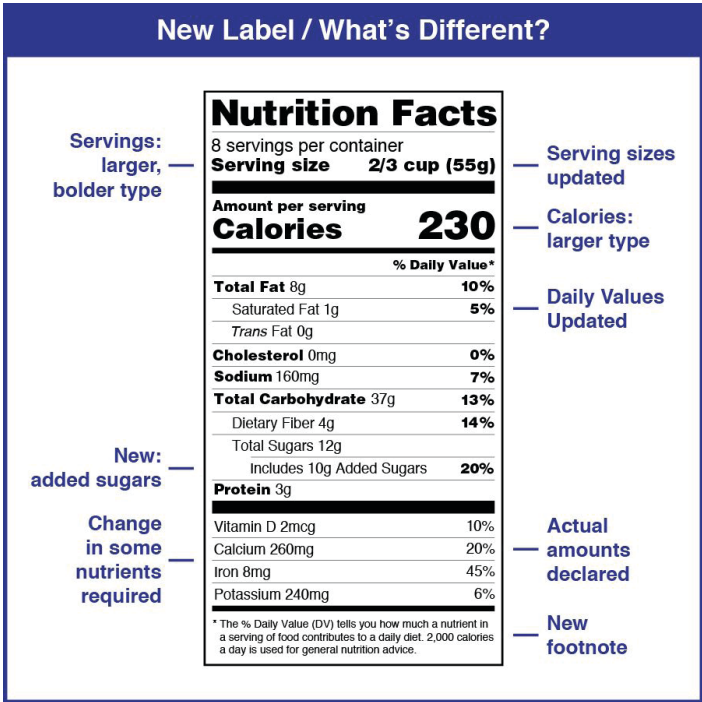 New Label / What's Different?
Servings:
larger,
bolder type
New:
added sugars
Change
in some
nutrients
required
Nutrition Facts
8 servings per container
Serving size 2/3 cup (55g)
Amount per serving
Calories 230
% Daily Value*
Total Fat 8g 10%
Saturated Fat 1g 5%
Trans Fat 0g
Cholesterol 0mg 0%
Sodium 160mg 7%
Total Carbohydrate 37g 13%
Dietary Fiber 4g 14%
Total Sugars 12g
Includes 10g Added Sugars 20%
Protein 3g
Vitamin D 2mcg 10%
Calcium 260mg 20%
Iron 8mg 45%
Potassium 240mg 6%
* The % Daily Value (DV) tells you how much a nutrient in
a serving of food contributes to a daily diet. 2,000 calories
a day is used for general nutrition advice.
Serving sizes
updated
Calories:
larger type
Daily Values
Updated
Actual
amounts
declared
New
footnote